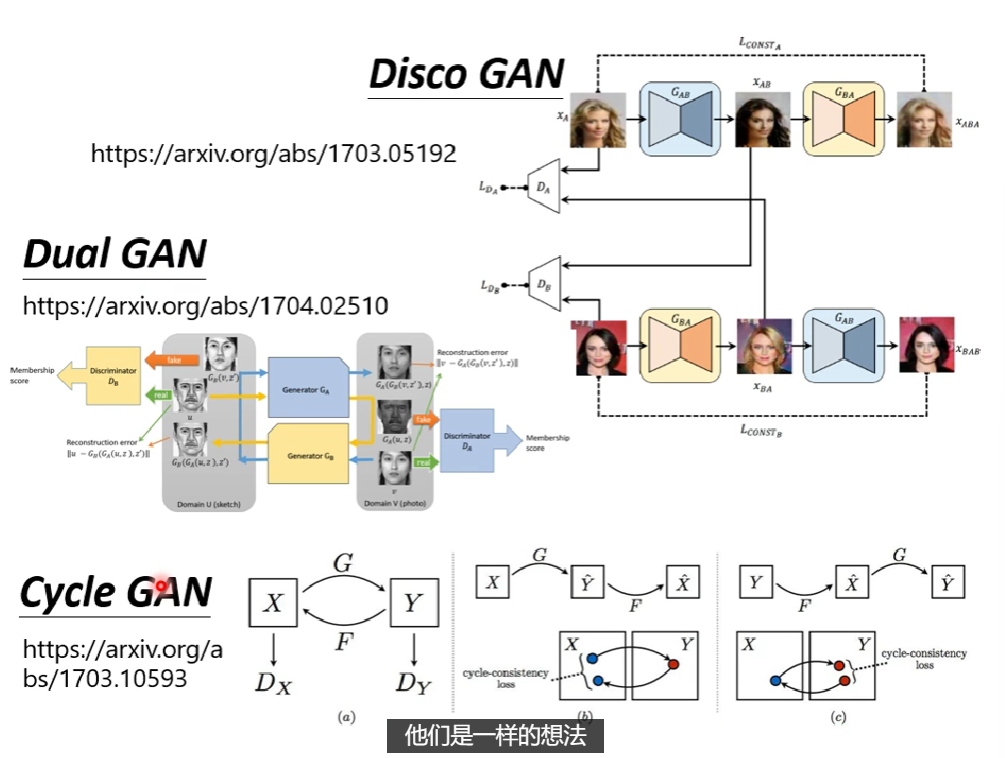 Disco GAN
https://arxiv.org/abs/1703.05192
𝕃_{CONST_A}
x_A
G_{AB}
x_{AB}
G_{BA}
x_{ABA}
L_{D_A}
D_A
L_{D_B}
D_B
G_{BA}
x_{BA}
G_{AB}
x_{BAB}
𝕃_{CONST_B}
Dual GAN
https://arxiv.org/abs/1704.02510
Membership
score
Discriminator
D_B
fake
real
G_B(v,z')
u
G_B(G_A(u,z),z')
Reconstruction error
‖u − G_B(G_A(u,z),z')‖
Domain U (sketch)
Generator G_A
Generator G_B
G_A(G_B(v,z'),z)
G_A(u,z)
v
Domain V (photo)
Reconstruction error
‖v − G_A(G_B(v,z'),z)‖
fake
real
Discriminator
D_A
Membership
score
Cycle GAN
https://arxiv.org/a
bs/1703.10593
X
G
Y
F
D_X
D_Y
(a)
X
G
Ŷ
F
X̂
X
Y
cycle-consistency
loss
(b)
Y
F
X̂
G
Ŷ
X
Y
cycle-consistency
loss
(c)
他们是一样的想法